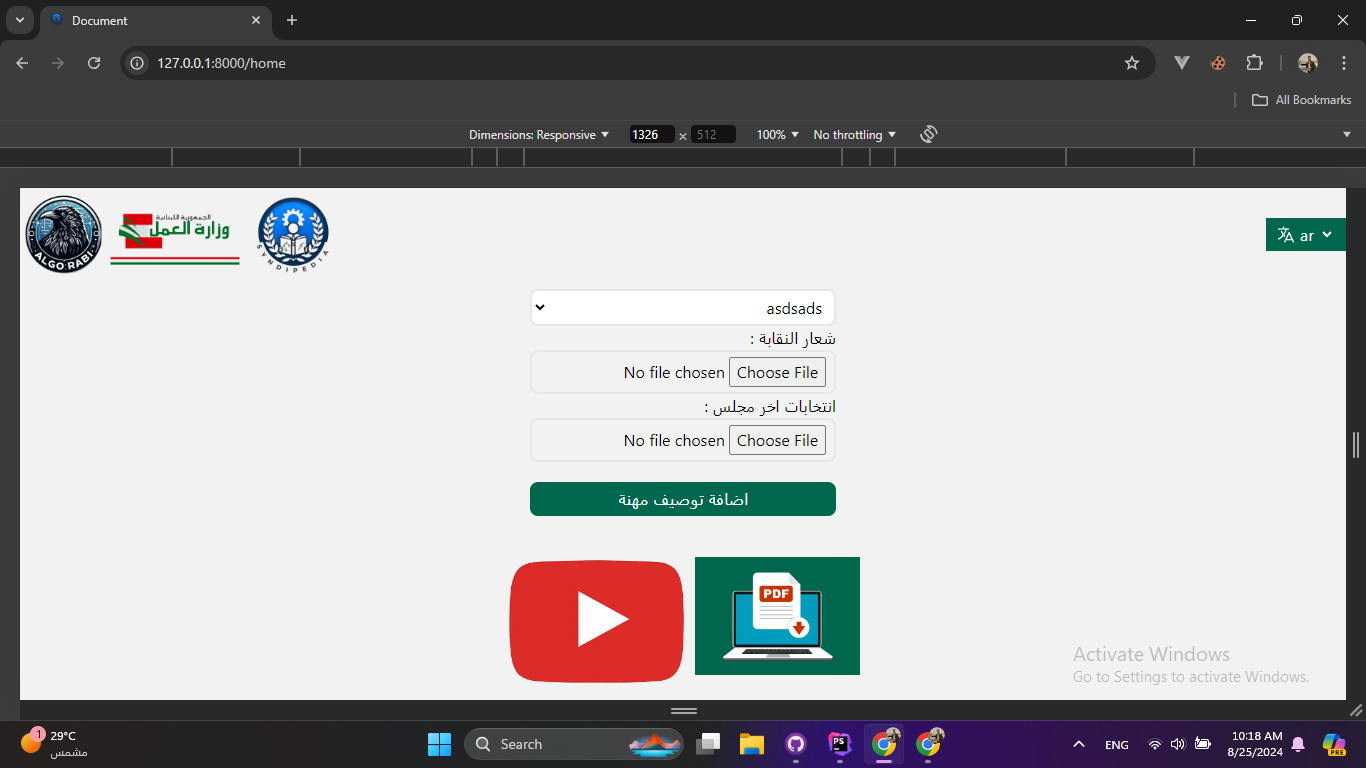 Document
127.0.0.1:8000/home
All Bookmarks
Dimensions: Responsive
1326 × 512
100%
No throttling
ALGO RABI
الجمهورية اللبنانية
وزارة العمل
SYNDIPEDIA
ar
asdsads
شعار النقابة :
Choose File No file chosen
انتخابات اخر مجلس :
Choose File No file chosen
اضافة توصيف مهنة
PDF
Activate Windows
Go to Settings to activate Windows.
1
29°C
مشمس
Search
PS
ENG
10:18 AM
8/25/2024
PRE